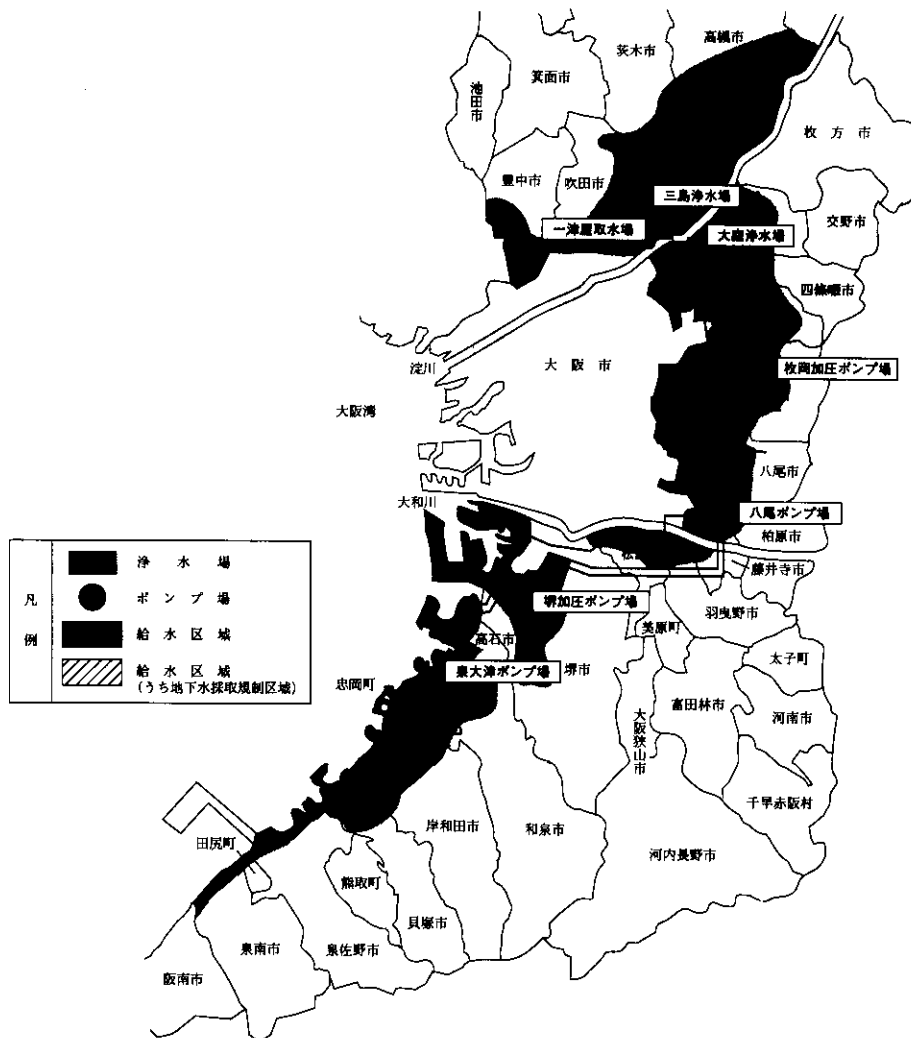 高槻市
茨木市
箕面市
池田市
枚方市
豊中市
吹田市
三島浄水場
交野市
一津屋取水場
大庭浄水場
四條畷市
大阪市
淀川
枚岡加圧ポンプ場
大阪湾
八尾市
大和川
八尾ポンプ場
柏原市
松
藤井寺市
堺加圧ポンプ場
羽曳野市
美原町
高石市
太子町
泉大津ポンプ場
堺市
忠岡町
富田林市
河南市
大阪狭山市
千早赤阪村
岸和田市
和泉市
田尻町
河内長野市
熊取町
貝塚市
泉南市
泉佐野市
阪南市
凡例
浄水場
ポンプ場
給水区域
給水区域
(うち地下水採取規制区域)